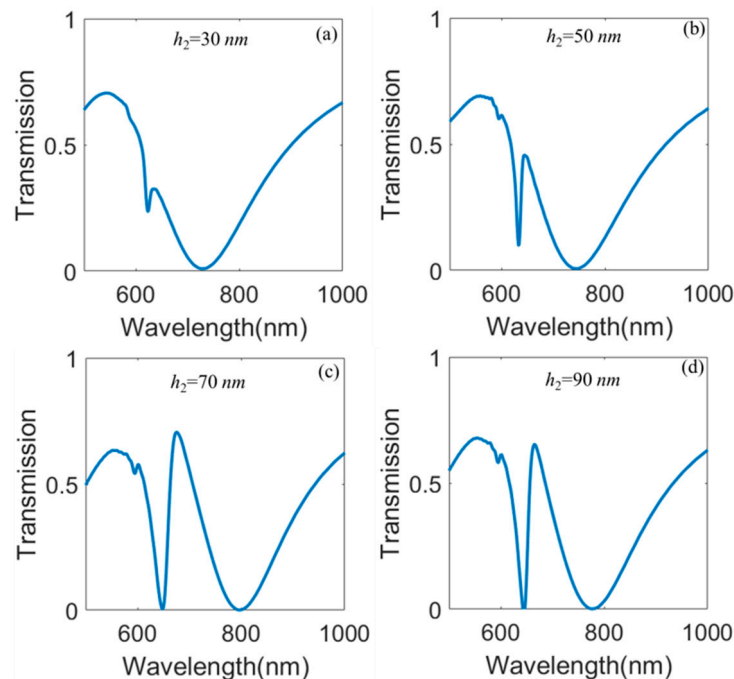 1
h2=30 nm
(a)
Transmission
0.5
0
600
800
1000
Wavelength(nm)
1
h2=50 nm
(b)
Transmission
0.5
0
600
800
1000
Wavelength(nm)
1
h2=70 nm
(c)
Transmission
0.5
0
600
800
1000
Wavelength(nm)
1
h2=90 nm
(d)
Transmission
0.5
0
600
800
1000
Wavelength(nm)